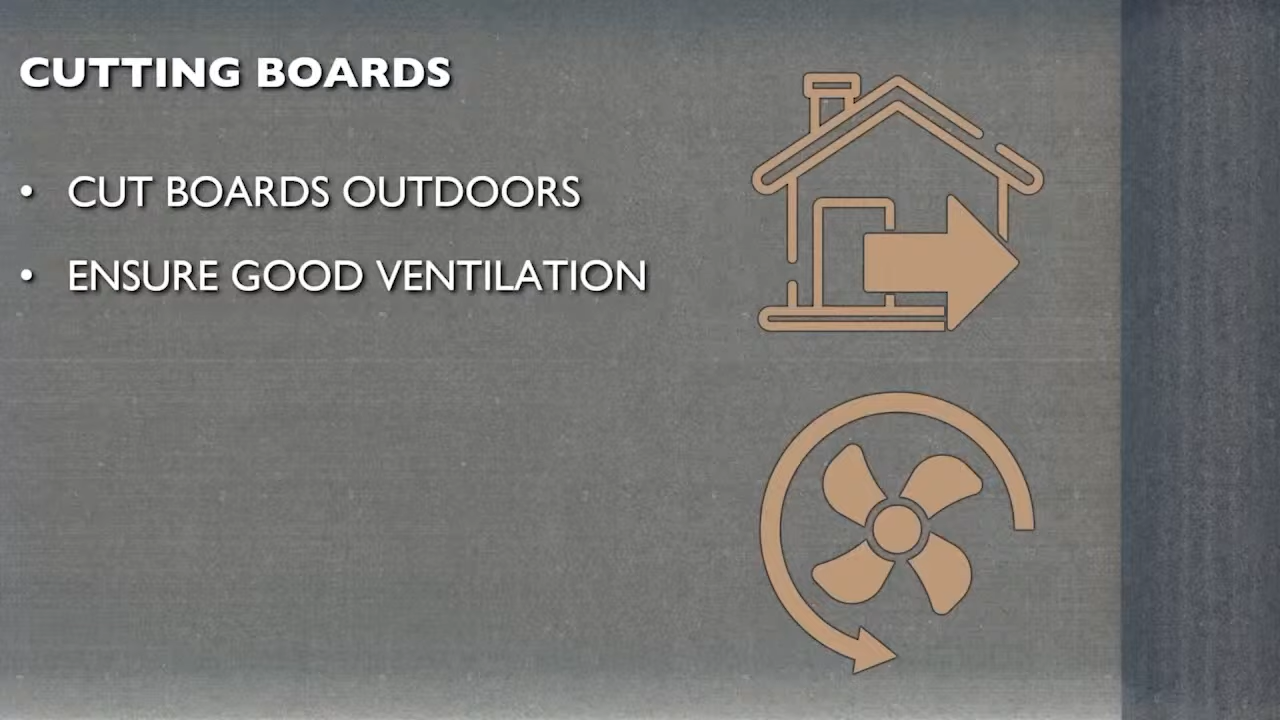 CUTTING BOARDS
• CUT BOARDS OUTDOORS
• ENSURE GOOD VENTILATION